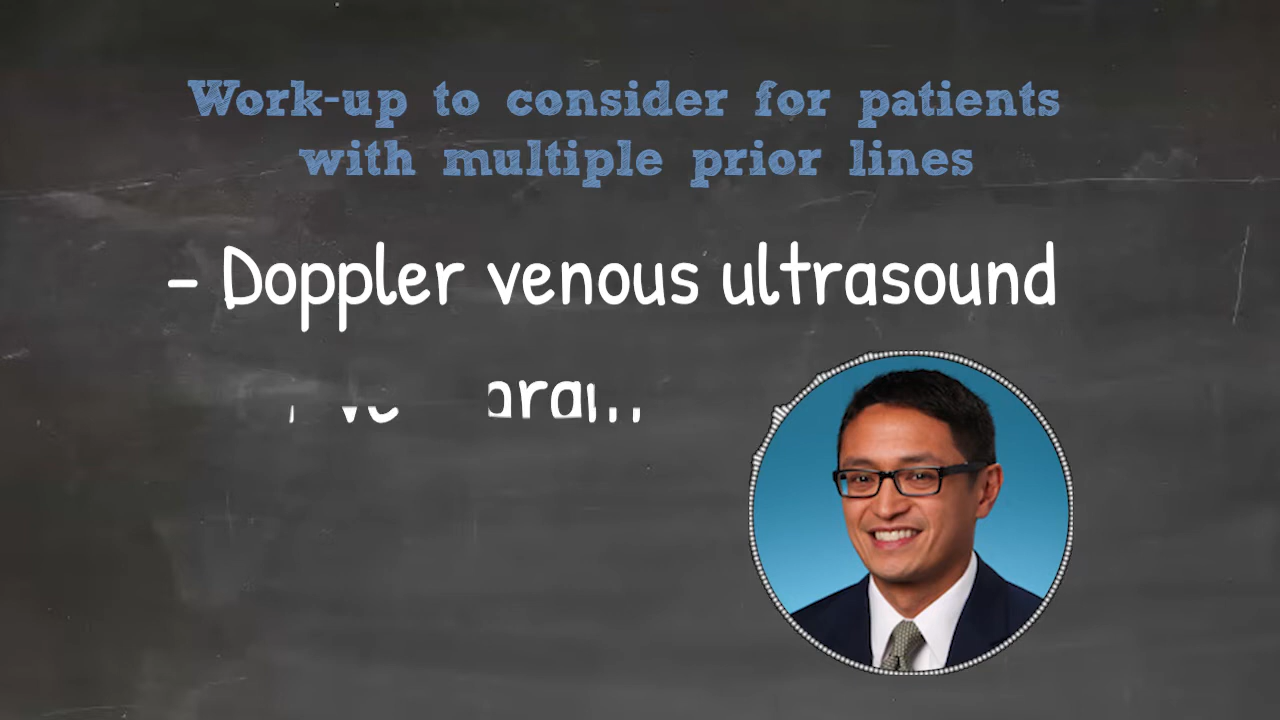 Work-up to consider for patients
with multiple prior lines
- Doppler venous ultrasound